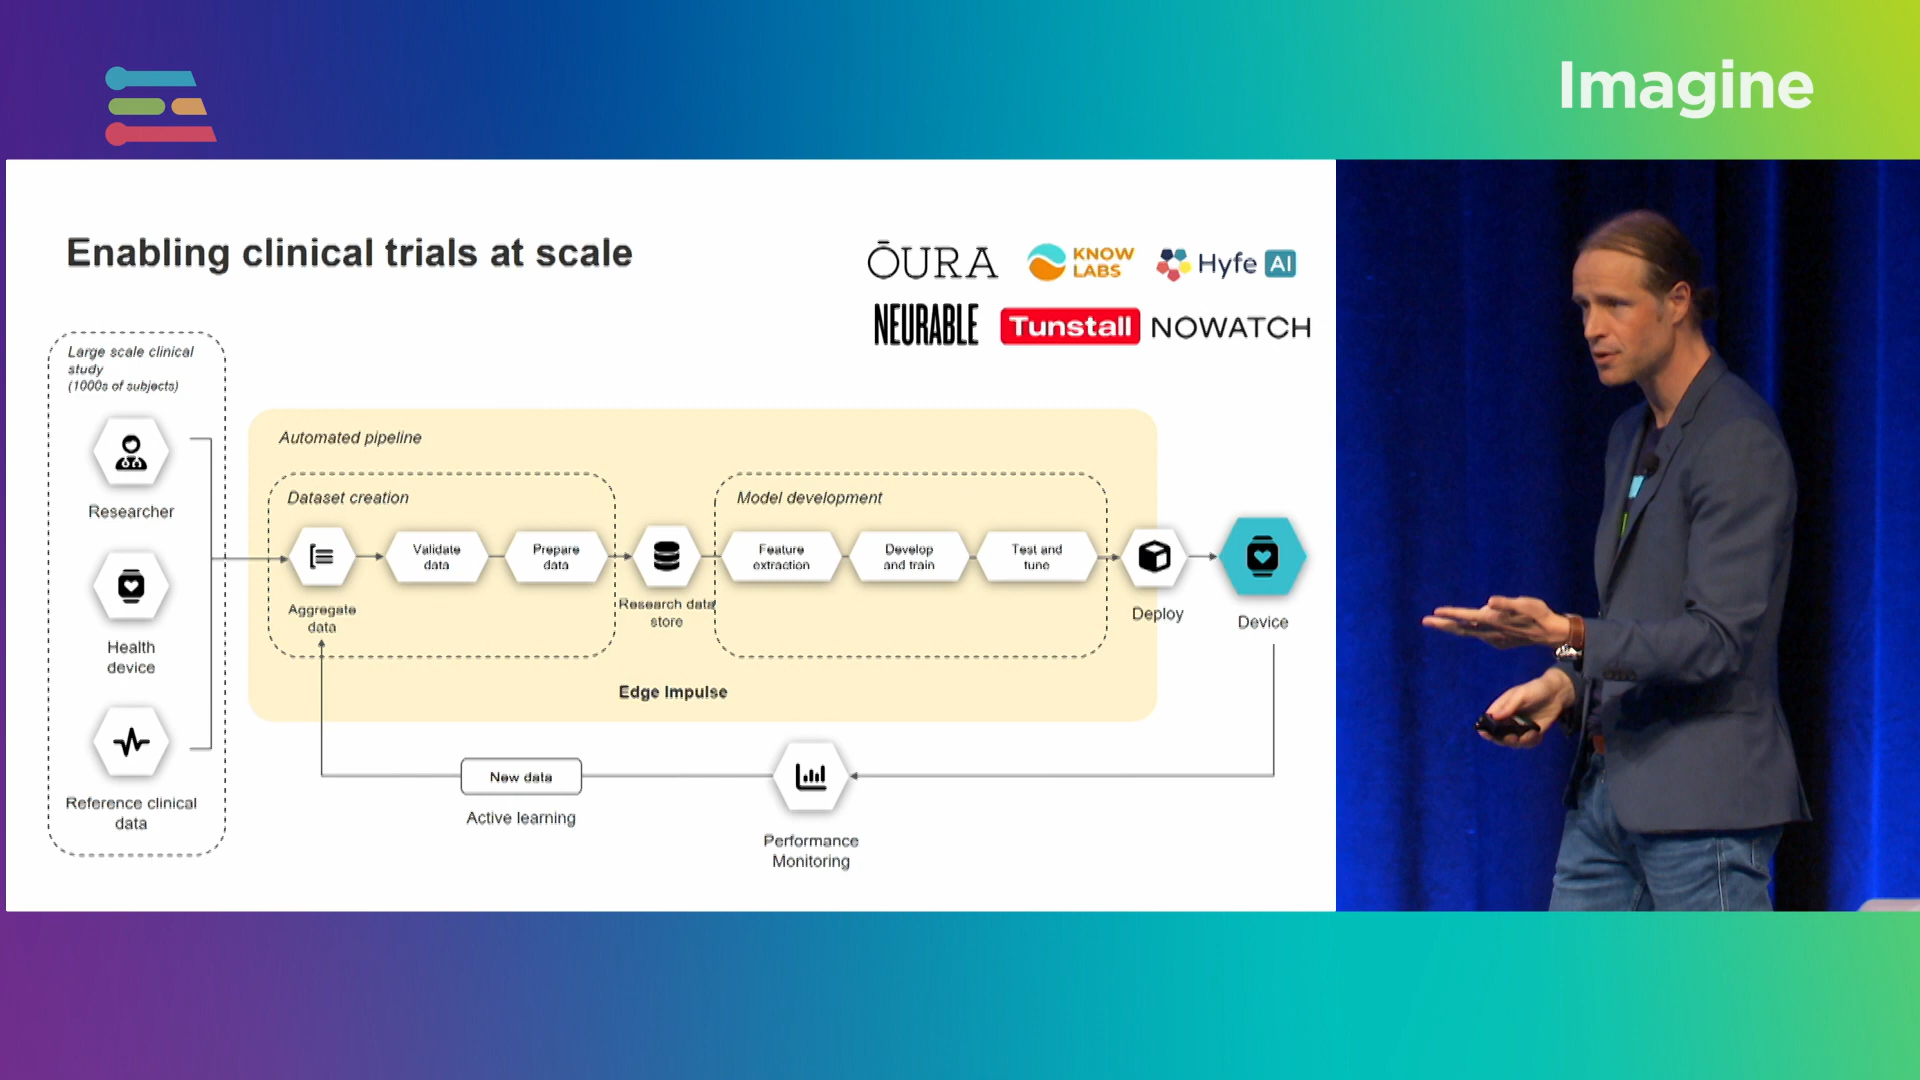 Imagine
Enabling clinical trials at scale
ŌURA
KNOW
LABS
Hyfe AI
NEURABLE
Tunstall
NOWATCH
Large scale clinical
study
(1000s of subjects)
Researcher
Health
device
Reference clinical
data
Automated pipeline
Dataset creation
Aggregate
data
Validate
data
Prepare
data
Research data
store
Model development
Feature
extraction
Develop
and train
Test and
tune
Deploy
Device
Edge Impulse
New data
Active learning
Performance
Monitoring